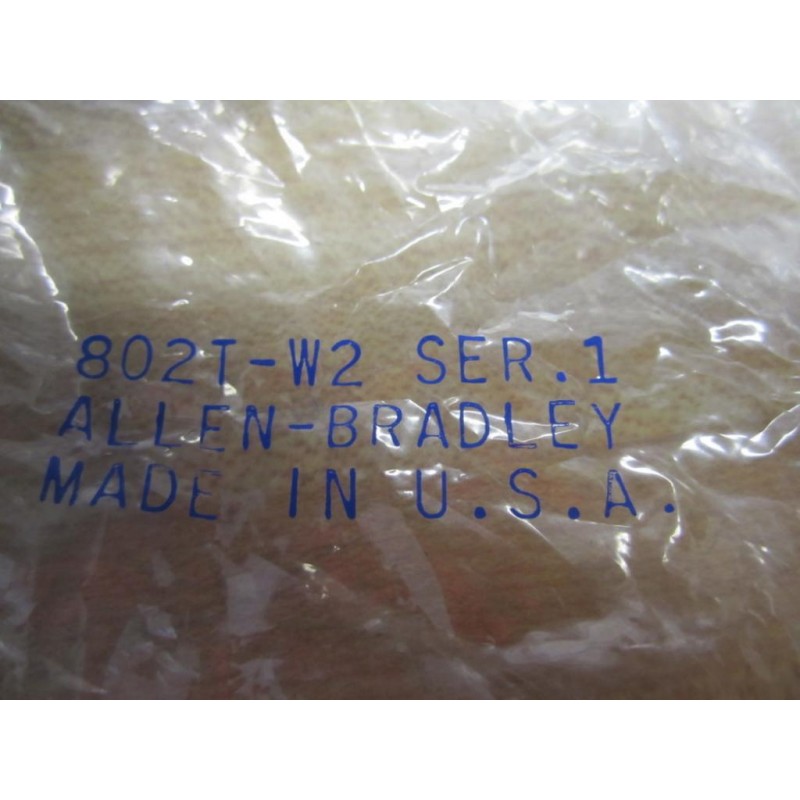 802T-W2 SER.1
ALLEN-BRADLEY
MADE IN U.S.A.